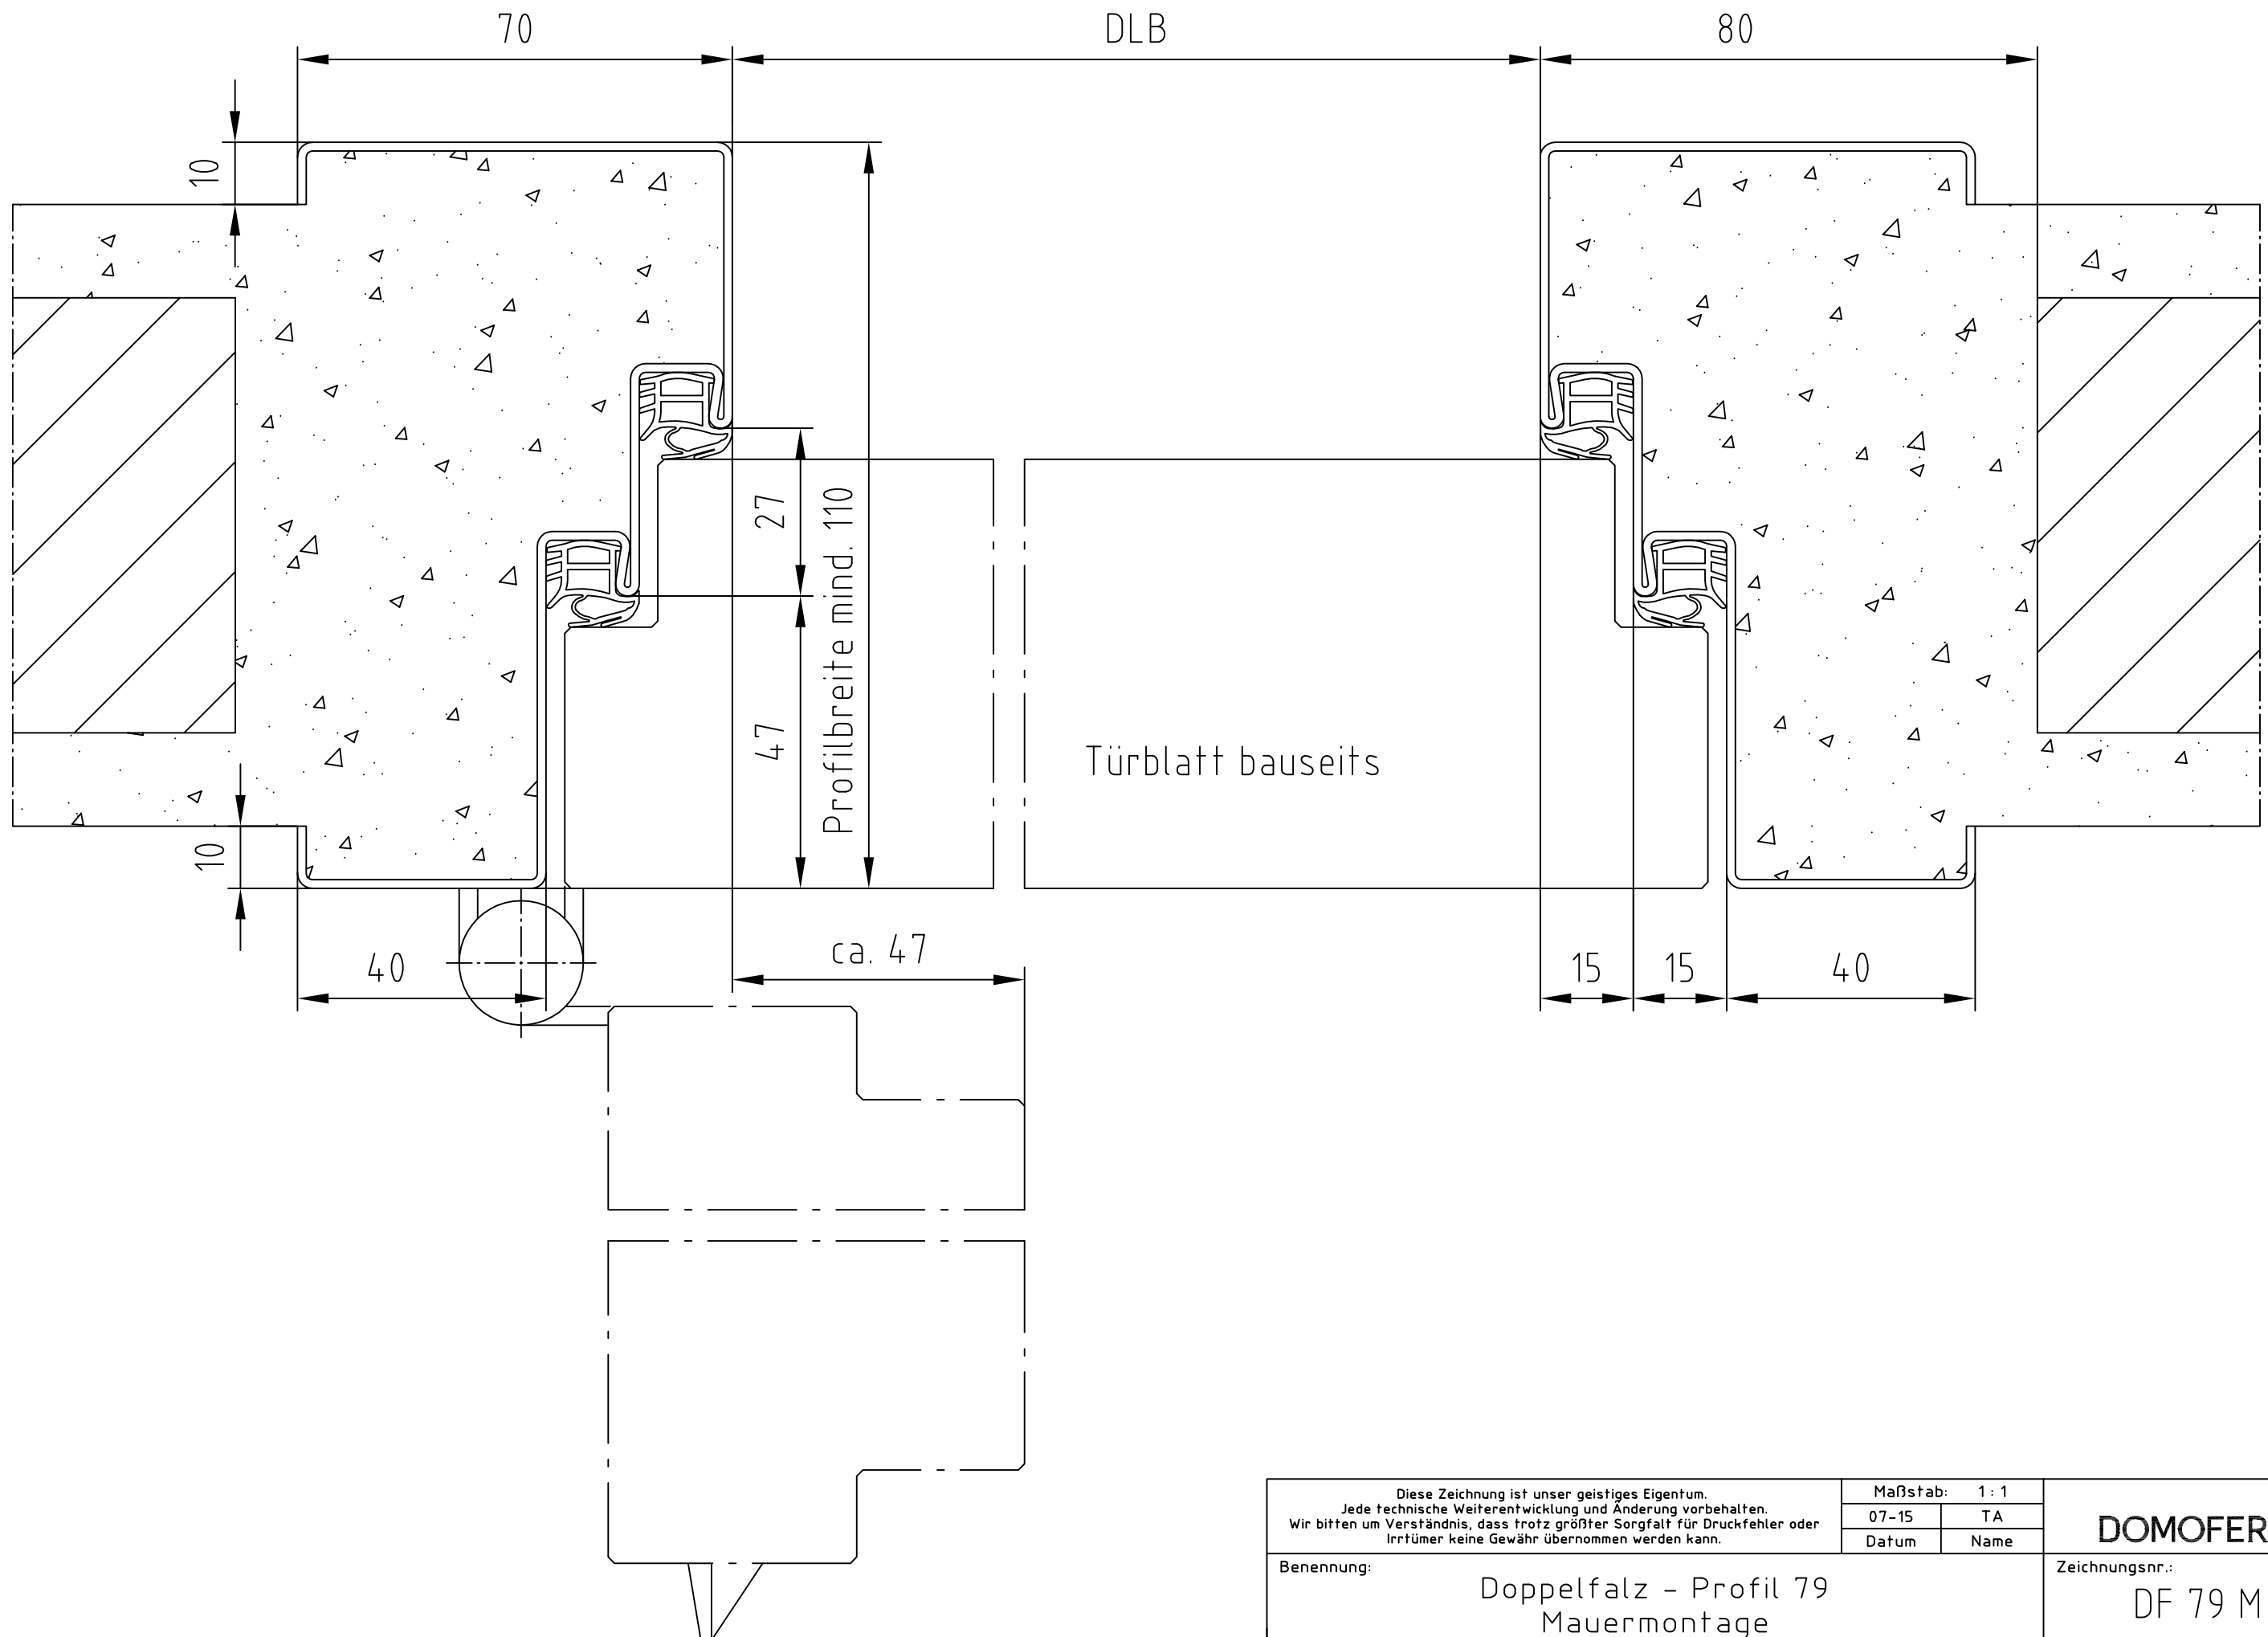 70
DLB
80
10
27
Profilbreite mind. 110
47
Türblatt bauseits
10
40
ca. 47
15
15
40
Diese Zeichnung ist unser geistiges Eigentum.
Jede technische Weiterentwicklung und Änderung vorbehalten.
Wir bitten um Verständnis, dass trotz größter Sorgfalt für Druckfehler oder
Irrtümer keine Gewähr übernommen werden kann.
Maßstab: 1 : 1
07-15 TA
Datum Name
DOMOFER
Benennung:
Doppelfalz - Profil 79
Mauermontage
Zeichnungsnr.:
DF 79 M